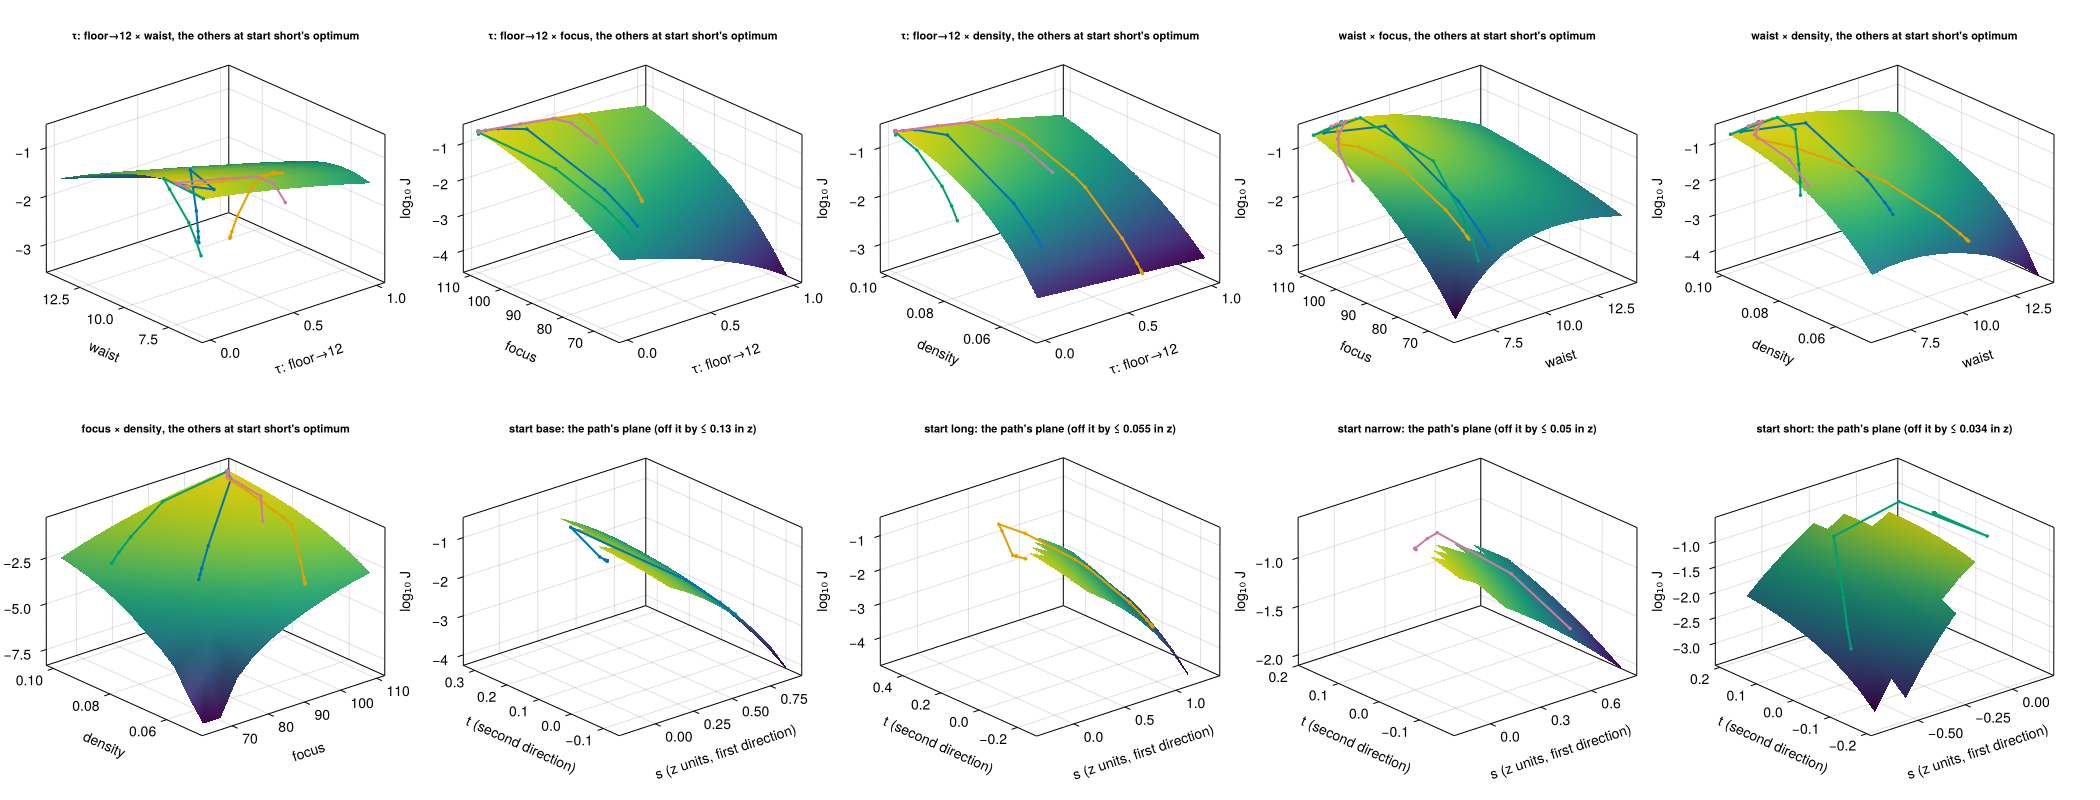 τ: floor→12 × waist, the others at start short's optimum
−1
−2
−3
12.5
10.0
7.5
waist
0.0
0.5
1.0
τ: floor→12
τ: floor→12 × focus, the others at start short's optimum
log₁₀ J
−1
−2
−3
−4
110
100
90
80
70
focus
0.0
0.5
1.0
τ: floor→12
τ: floor→12 × density, the others at start short's optimum
log₁₀ J
−1
−2
−3
0.10
0.08
0.06
density
0.0
0.5
1.0
τ: floor→12
waist × focus, the others at start short's optimum
log₁₀ J
−1
−2
−3
110
100
90
80
70
focus
7.5
10.0
12.5
waist
waist × density, the others at start short's optimum
log₁₀ J
−1
−2
−3
−4
0.10
0.08
0.06
density
7.5
10.0
12.5
waist
focus × density, the others at start short's optimum
−2.5
−5.0
−7.5
0.10
0.08
0.06
density
70
80
90
100
110
focus
start base: the path's plane (off it by ≤ 0.13 in z)
log₁₀ J
−1
−2
−3
−4
0.3
0.2
0.1
0.0
−0.1
t (second direction)
0.00
0.25
0.50
0.75
s (z units, first direction)
start long: the path's plane (off it by ≤ 0.055 in z)
log₁₀ J
−1
−2
−3
−4
0.4
0.2
0.0
−0.2
t (second direction)
0.0
0.5
1.0
s (z units, first direction)
start narrow: the path's plane (off it by ≤ 0.05 in z)
log₁₀ J
−1.0
−1.5
−2.0
0.2
0.1
0.0
−0.1
t (second direction)
0.0
0.3
0.6
s (z units, first direction)
start short: the path's plane (off it by ≤ 0.034 in z)
log₁₀ J
−1.0
−1.5
−2.0
−2.5
−3.0
0.2
0.1
0.0
−0.1
−0.2
t (second direction)
−0.50
−0.25
0.00
s (z units, first direction)